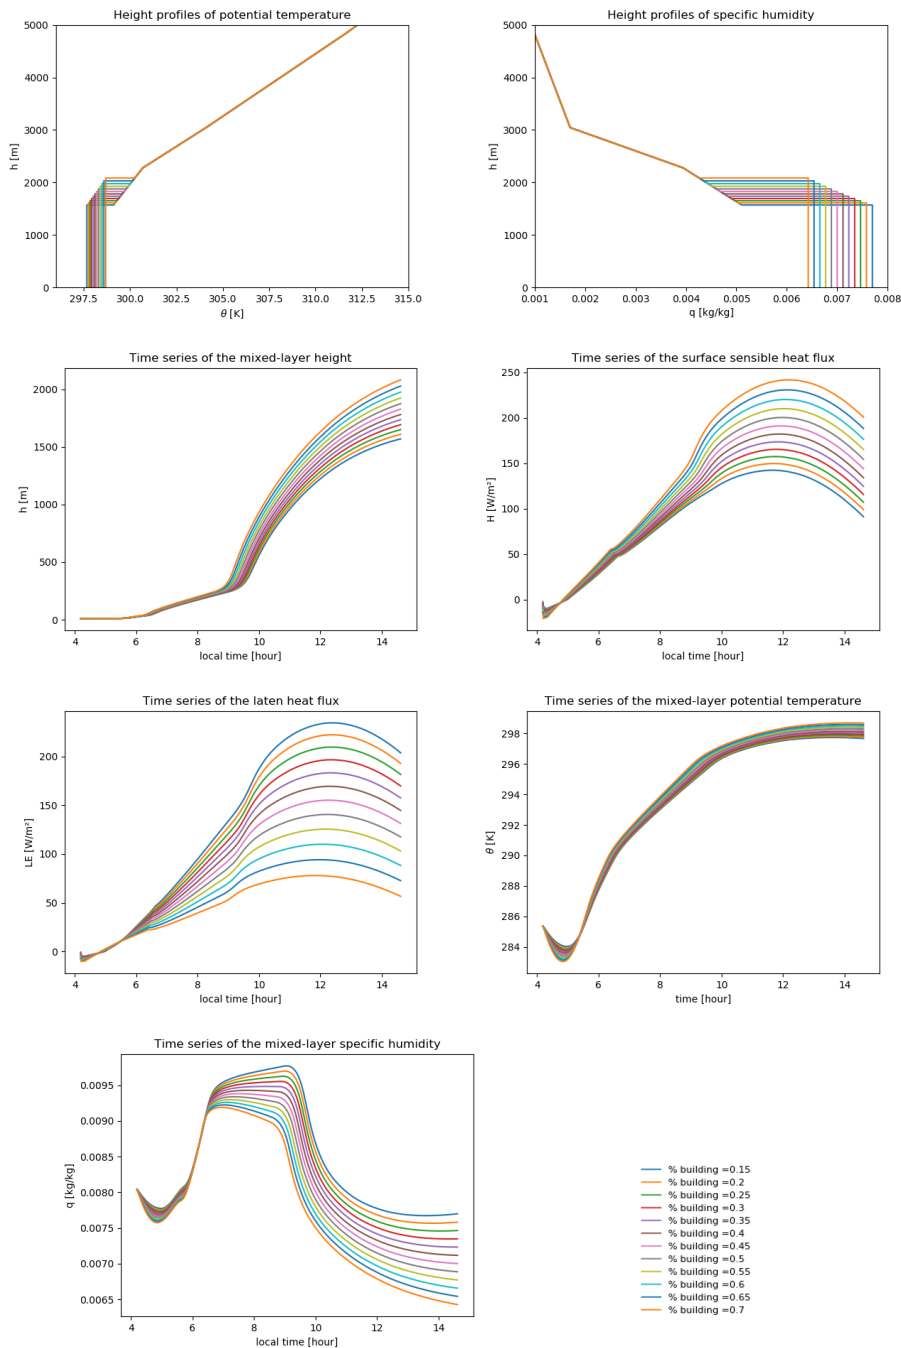 Height profiles of potential temperature
5000
4000
3000
2000
1000
0
h [m]
297.5 300.0 302.5 305.0 307.5 310.0 312.5 315.0
θ [K]
Height profiles of specific humidity
5000
4000
3000
2000
1000
0
h [m]
0.001 0.002 0.003 0.004 0.005 0.006 0.007 0.008
q [kg/kg]
Time series of the mixed-layer height
2000
1500
1000
500
0
h [m]
4 6 8 10 12 14
local time [hour]
Time series of the surface sensible heat flux
250
200
150
100
50
0
H [W/m²]
4 6 8 10 12 14
local time [hour]
Time series of the laten heat flux
200
150
100
50
0
LE [W/m²]
4 6 8 10 12 14
local time [hour]
Time series of the mixed-layer potential temperature
298
296
294
292
290
288
286
284
θ [K]
4 6 8 10 12 14
time [hour]
Time series of the mixed-layer specific humidity
0.0095
0.0090
0.0085
0.0080
0.0075
0.0070
0.0065
q [kg/kg]
4 6 8 10 12 14
local time [hour]
% building =0.15
% building =0.2
% building =0.25
% building =0.3
% building =0.35
% building =0.4
% building =0.45
% building =0.5
% building =0.55
% building =0.6
% building =0.65
% building =0.7